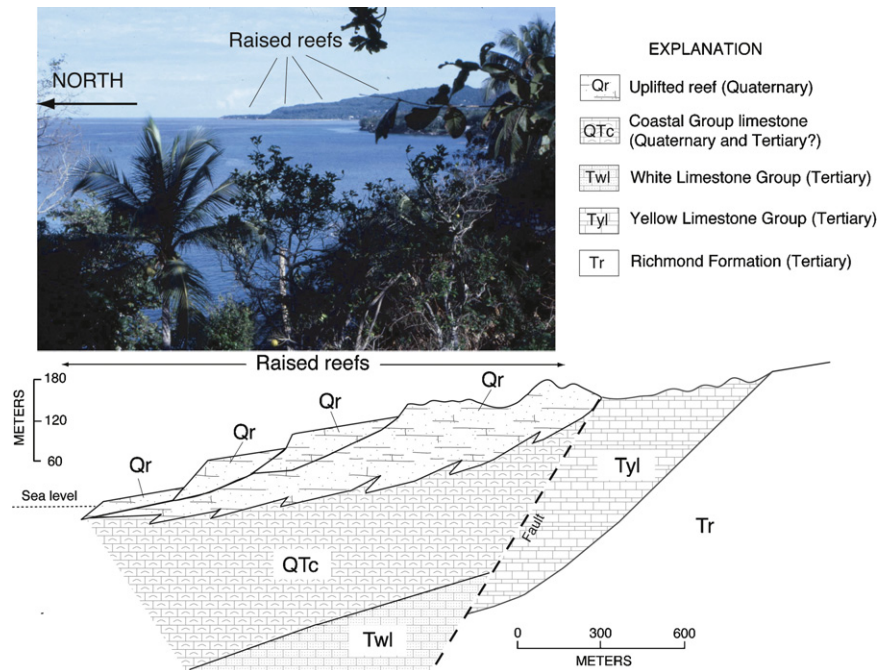 Raised reefs
NORTH
EXPLANATION
Qr Uplifted reef (Quaternary)
QTc Coastal Group limestone
(Quaternary and Tertiary?)
Twl White Limestone Group (Tertiary)
Tyl Yellow Limestone Group (Tertiary)
Tr Richmond Formation (Tertiary)
Raised reefs
180
120
60
METERS
Sea level
Qr
Qr
Qr
Qr
Tyl
Fault
Tr
QTc
Twl
0 300 600
METERS